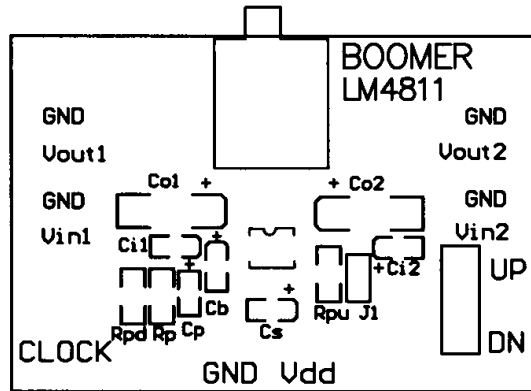 BOOMER
LM4811
GND
GND
Vout1
Vout2
Co1 +
+ Co2
GND
GND
Vin1
Vin2
Ci1
+
+
+ Ci2
UP
+
Rpd
Rp
Cp
Cb
Cs
Rpu
J1
DN
CLOCK
GND Vdd